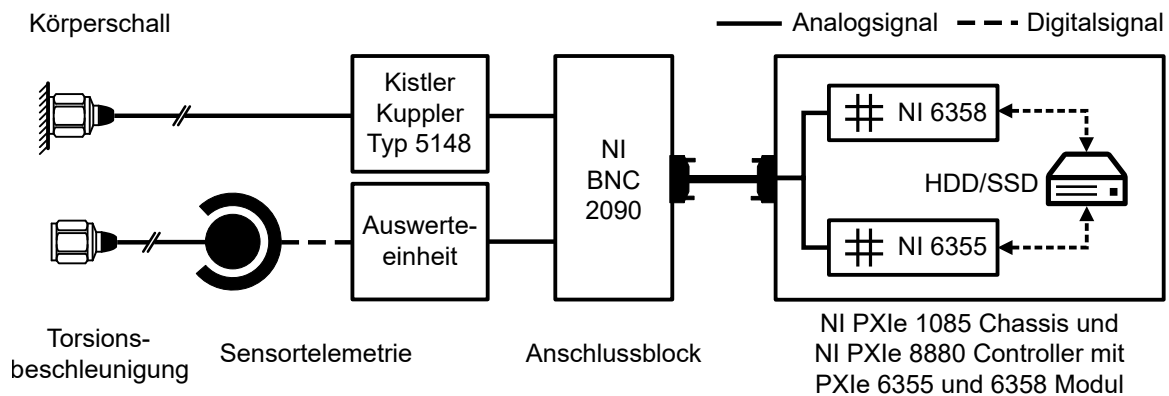 Körperschall
Analogsignal
Digitalsignal
Kistler
Kuppler
Typ 5148
NI
BNC
2090
NI 6358
HDD/SSD
NI 6355
Auswerte-
einheit
Torsions-
beschleunigung
Sensortelemetrie
Anschlussblock
NI PXIe 1085 Chassis und
NI PXIe 8880 Controller mit
PXIe 6355 und 6358 Modul